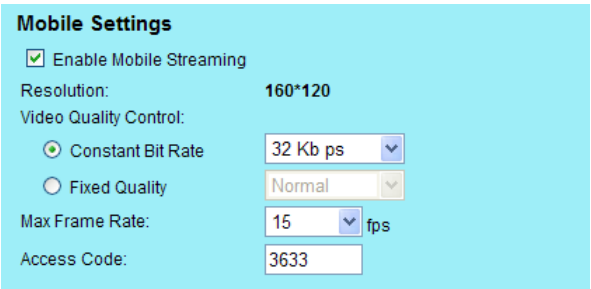 Mobile Settings
Enable Mobile Streaming
Resolution: 160*120
Video Quality Control:
Constant Bit Rate 32 Kb ps
Fixed Quality Normal
Max Frame Rate: 15 fps
Access Code: 3633